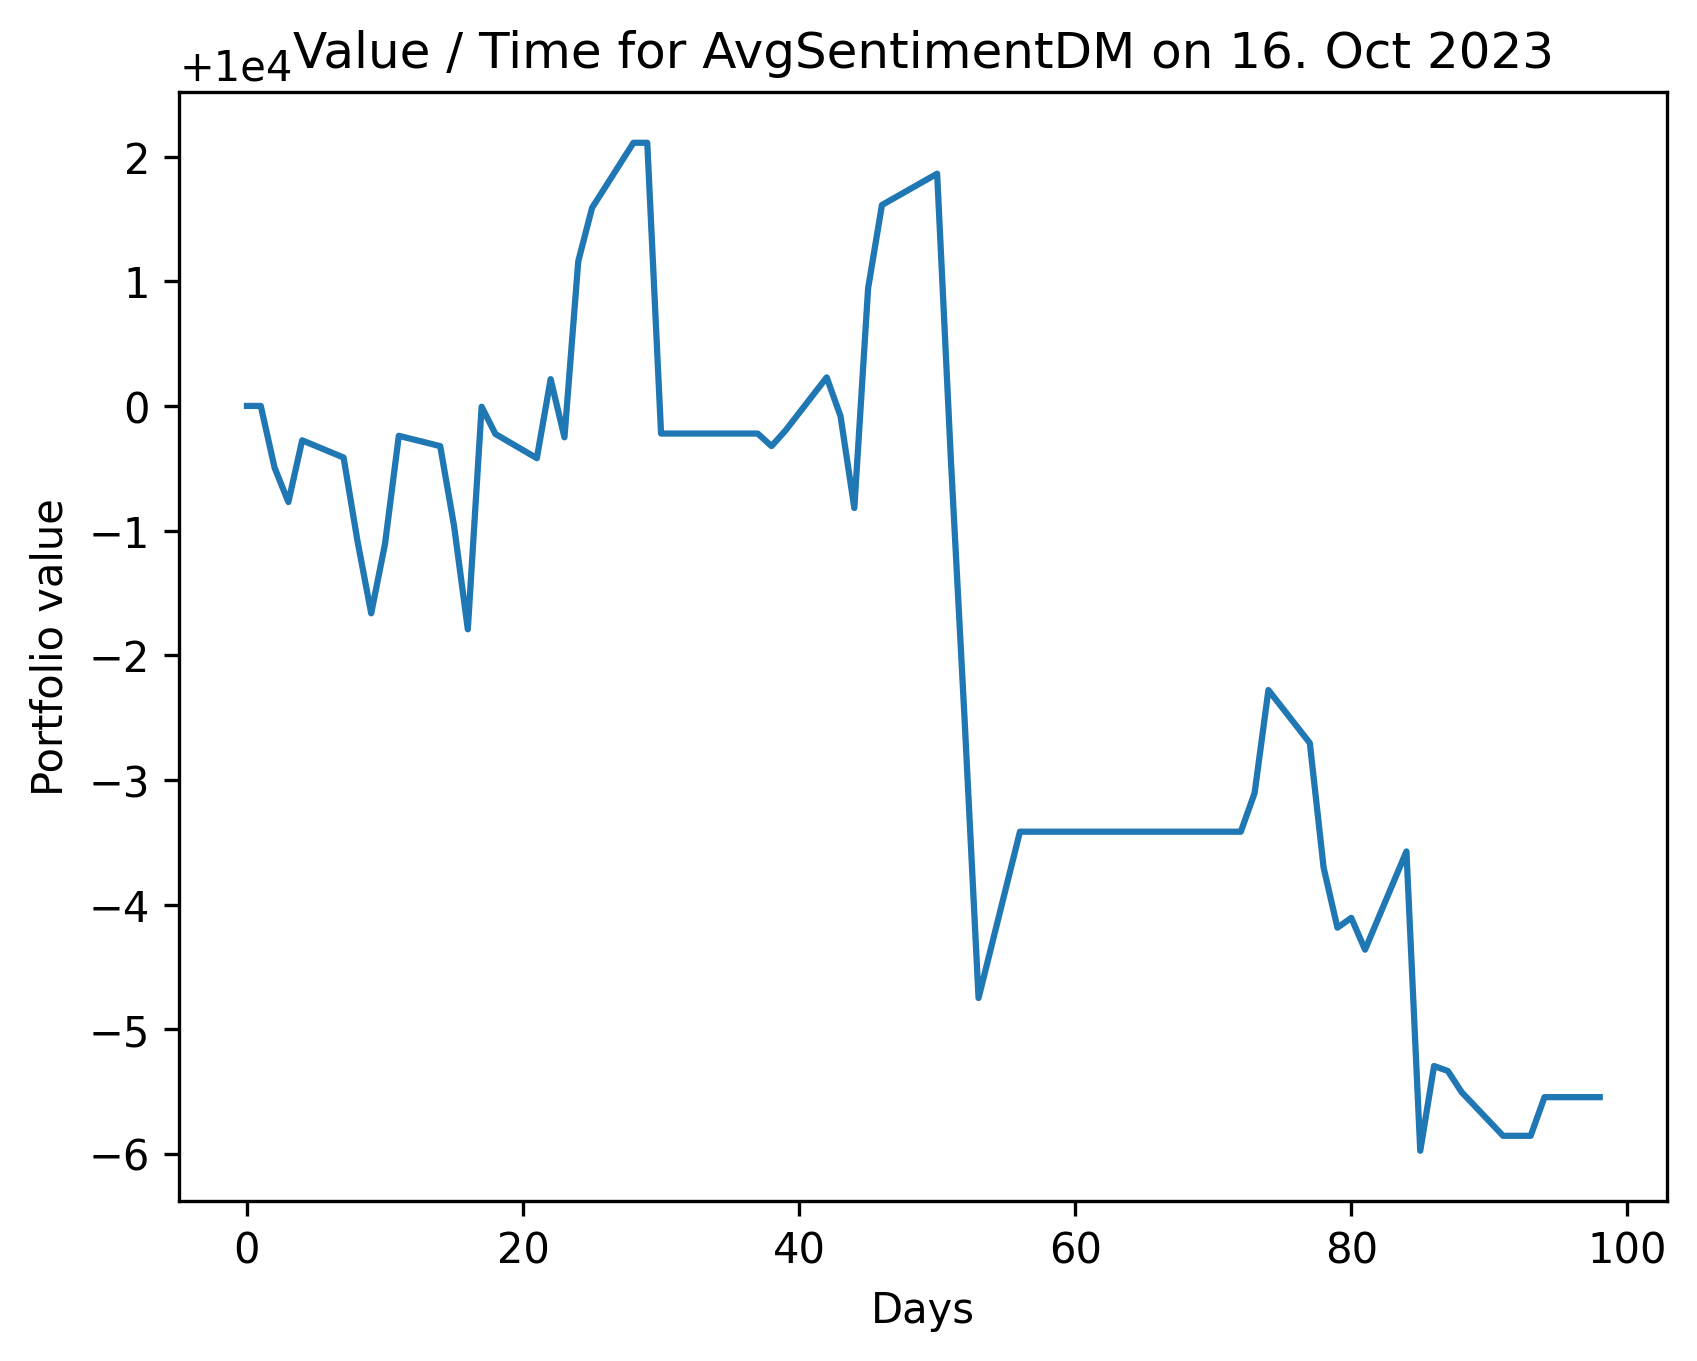 Value / Time for AvgSentimentDM on 16. Oct 2023
+1e4
2
1
0
−1
−2
−3
−4
−5
−6
Portfolio value
0 20 40 60 80 100
Days